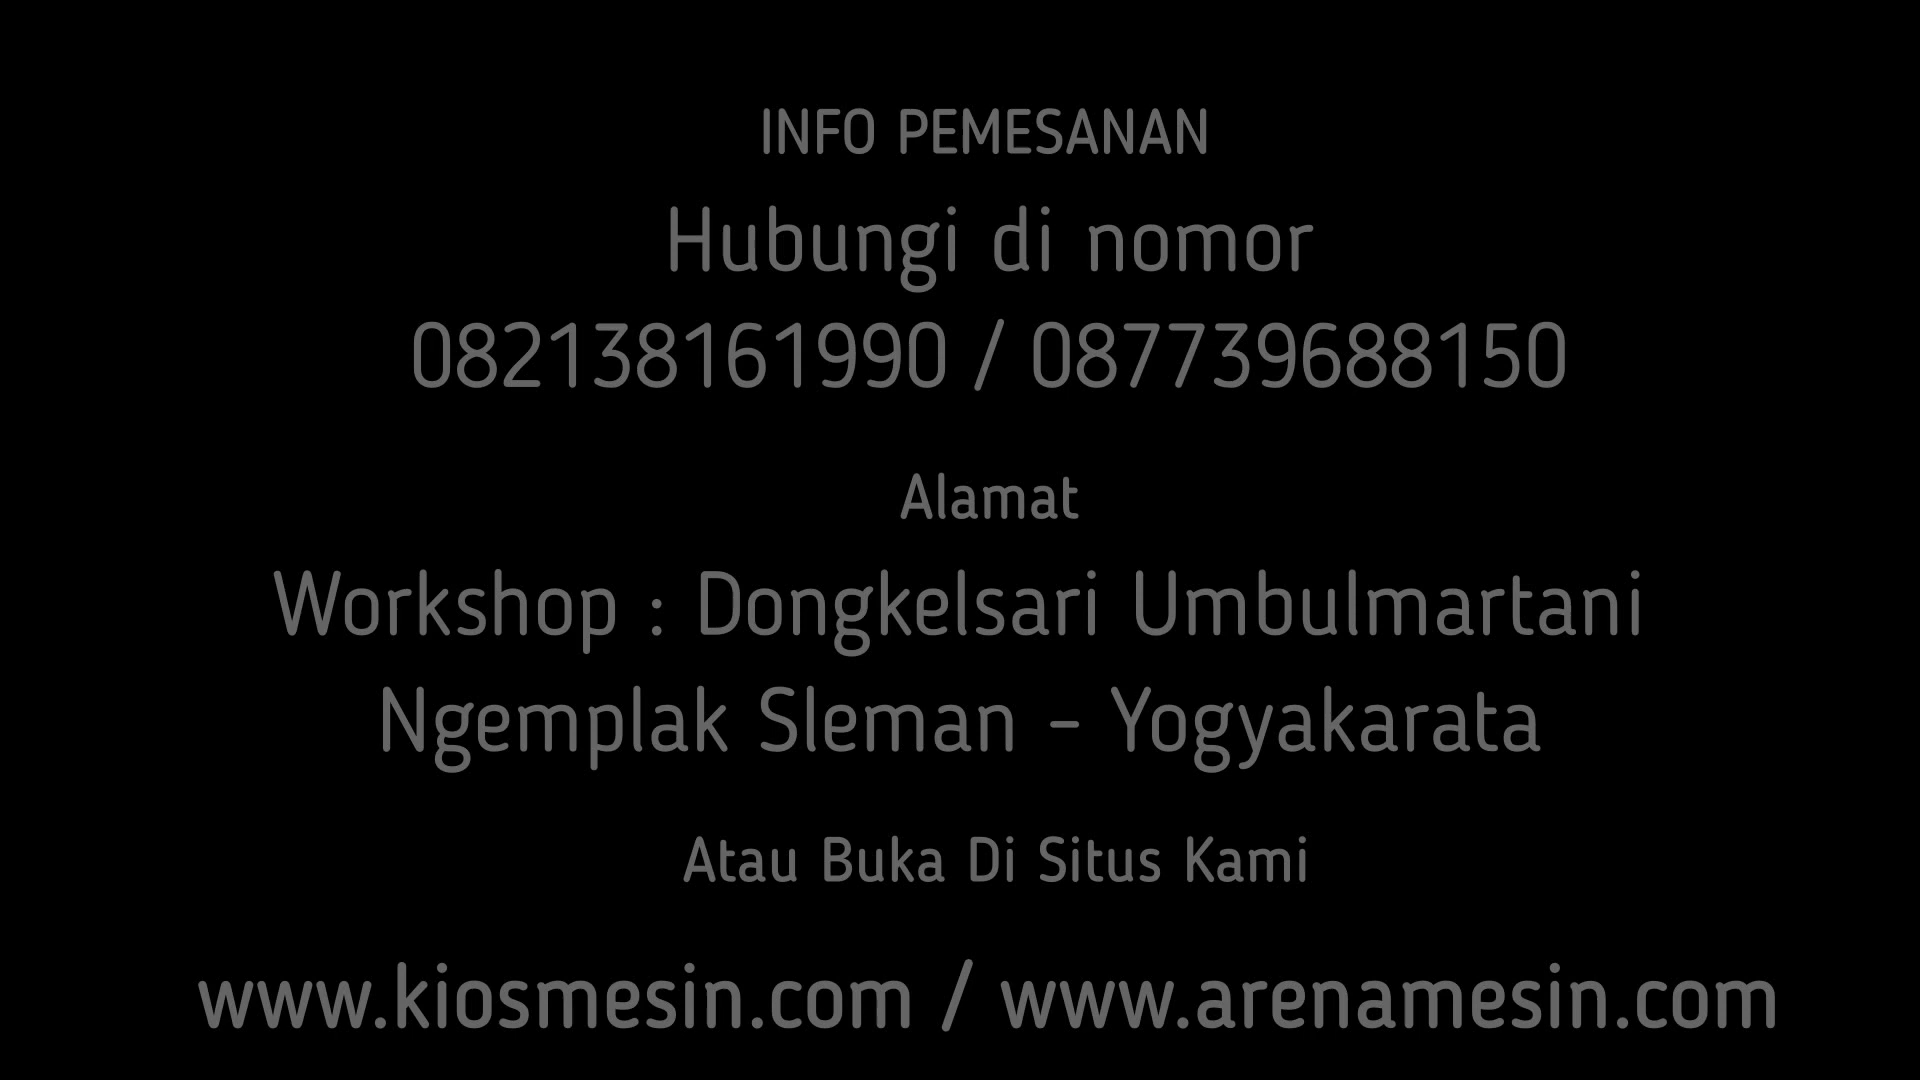 INFO PEMESANAN
Hubungi di nomor
082138161990 / 087739688150
Alamat
Workshop : Dongkelsari Umbulmartani
Ngemplak Sleman - Yogyakarata
Atau Buka Di Situs Kami
www.kiosmesin.com / www.arenamesin.com